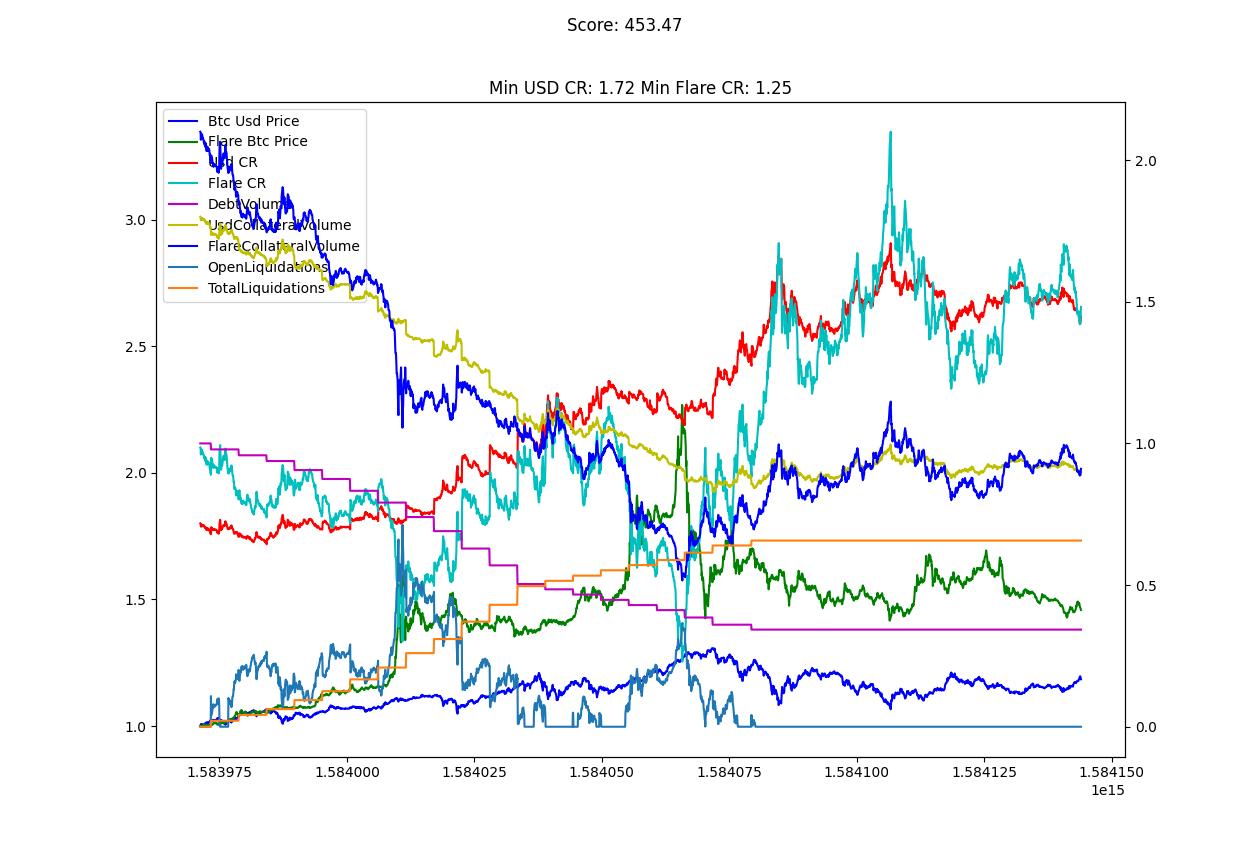 Score: 453.47
Min USD CR: 1.72 Min Flare CR: 1.25
Btc Usd Price
Flare Btc Price
Usd CR
Flare CR
DebtVolume
UsdCollateralVolume
FlareCollateralVolume
OpenLiquidations
TotalLiquidations
3.0
2.5
2.0
1.5
1.0
2.0
1.5
1.0
0.5
0.0
1.583975 1.584000 1.584025 1.584050 1.584075 1.584100 1.584125 1.584150
1e15